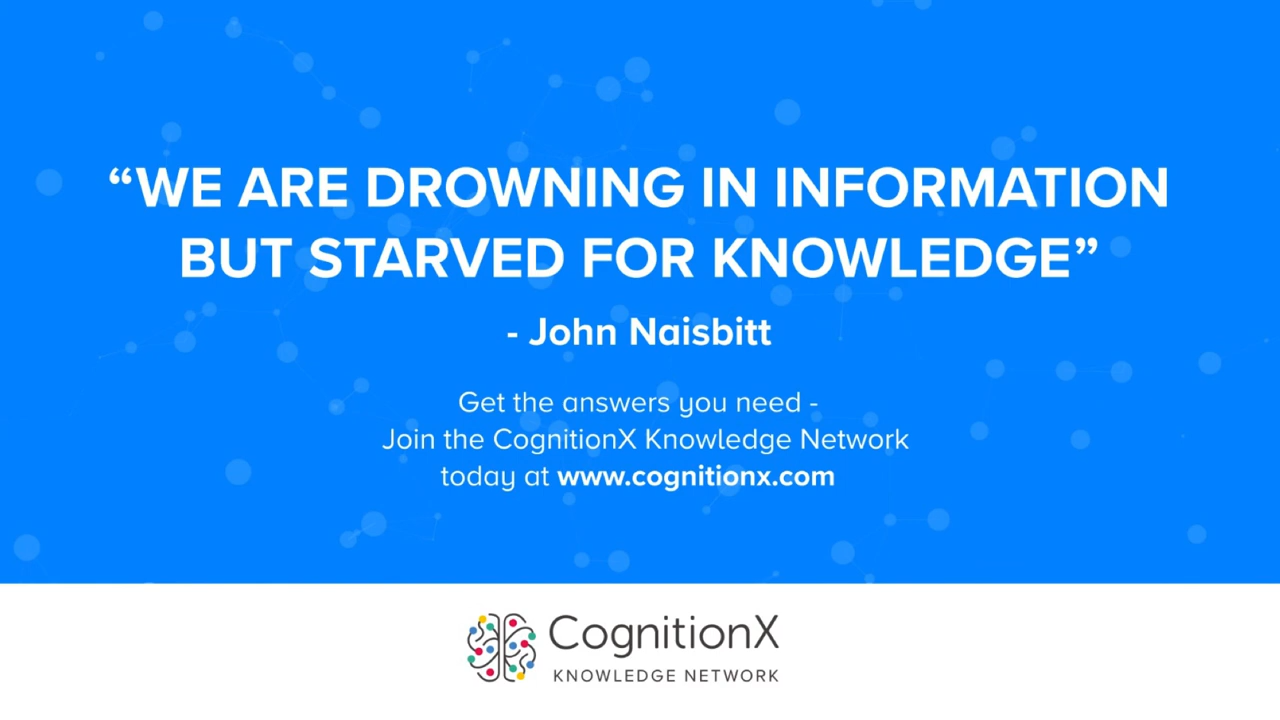 “WE ARE DROWNING IN INFORMATION
BUT STARVED FOR KNOWLEDGE”
- John Naisbitt
Get the answers you need -
Join the CognitionX Knowledge Network
today at www.cognitionx.com
CognitionX
KNOWLEDGE NETWORK